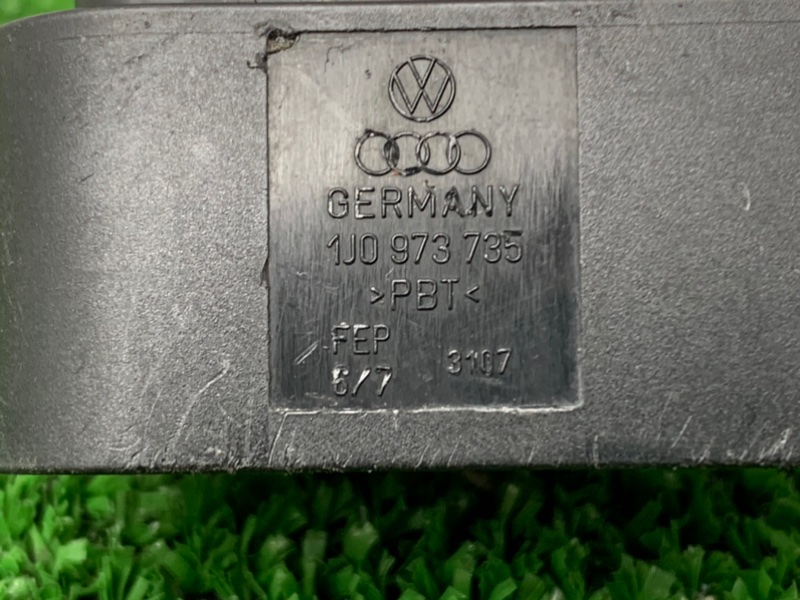 GERMANY
1J0 973 735
>PBT<
FEP
6/7 3107